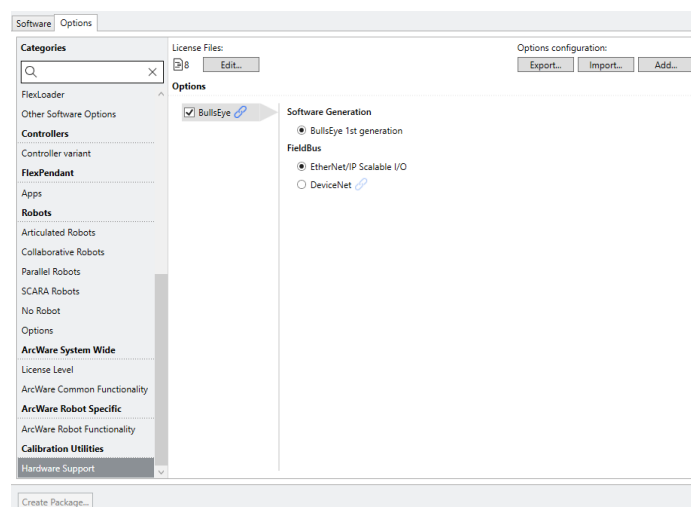 Software Options
Categories
FlexLoader
Other Software Options
Controllers
Controller variant
FlexPendant
Apps
Robots
Articulated Robots
Collaborative Robots
Parallel Robots
SCARA Robots
No Robot
Options
ArcWare System Wide
License Level
ArcWare Common Functionality
ArcWare Robot Specific
ArcWare Robot Functionality
Calibration Utilities
Hardware Support
License Files:
8 Edit...
Options configuration:
Export... Import... Add...
Options
BullsEye
Software Generation
BullsEye 1st generation
FieldBus
EtherNet/IP Scalable I/O
DeviceNet
Create Package...